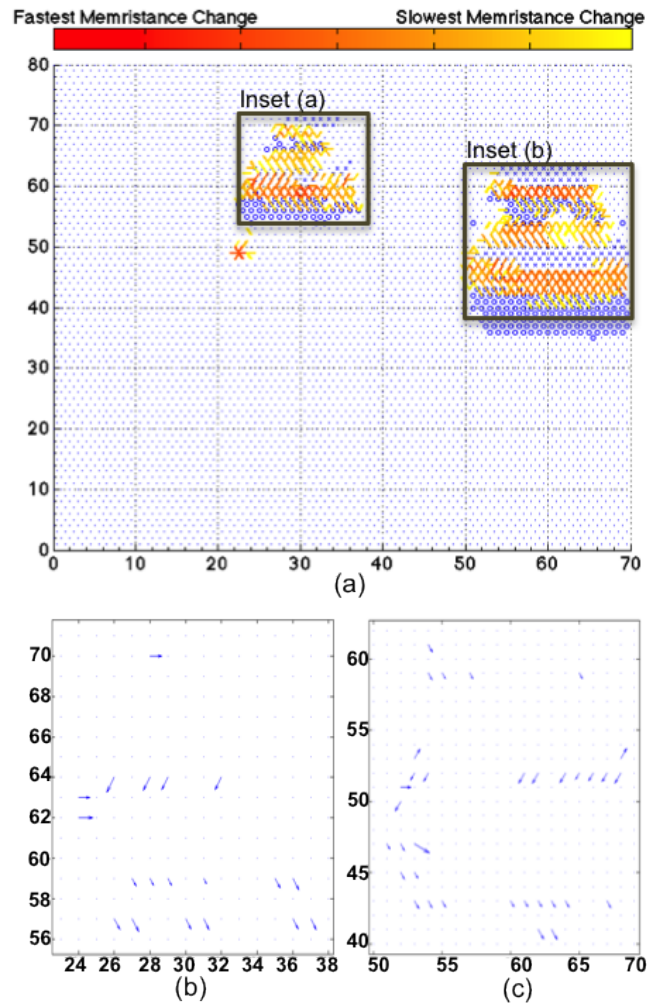 Fastest Memristance Change Slowest Memristance Change
80
70
60
50
40
30
20
10
0
Inset (a)
Inset (b)
0 10 20 30 40 50 60 70
(a)
70
68
66
64
62
60
58
56
24 26 28 30 32 34 36 38
(b)
60
55
50
45
40
50 55 60 65 70
(c)